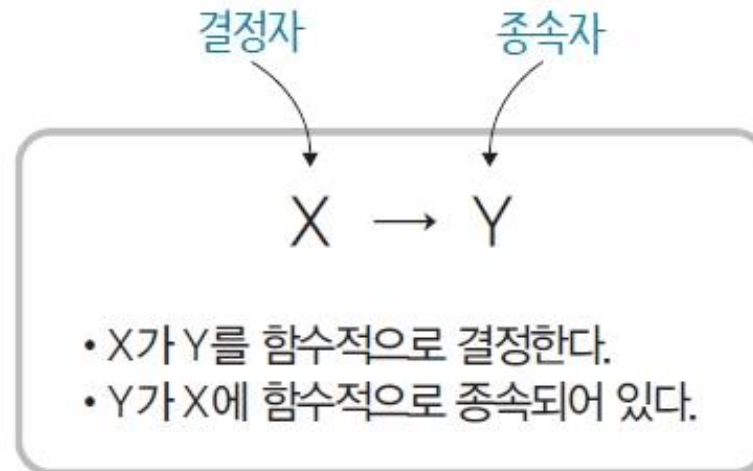 결정자 종속자
X → Y
• X가 Y를 함수적으로 결정한다.
• Y가 X에 함수적으로 종속되어 있다.